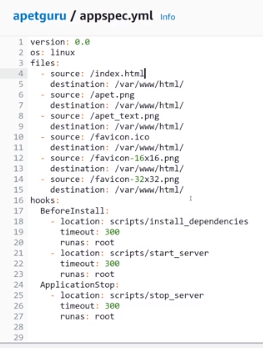 apetguru / appspec.yml Info
1 version: 0.0
2 os: linux
3 files:
4   - source: /index.html
5     destination: /var/www/html/
6   - source: /apet.png
7     destination: /var/www/html/
8   - source: /apet_text.png
9     destination: /var/www/html/
10   - source: /favicon.ico
11     destination: /var/www/html/
12   - source: /favicon-16x16.png
13     destination: /var/www/html/
14   - source: /favicon-32x32.png
15     destination: /var/www/html/
16 hooks:
17   BeforeInstall:
18     - location: scripts/install_dependencies
19       timeout: 300
20       runas: root
21     - location: scripts/start_server
22       timeout: 300
23       runas: root
24   ApplicationStop:
25     - location: scripts/stop_server
26       timeout: 300
27       runas: root
28
29